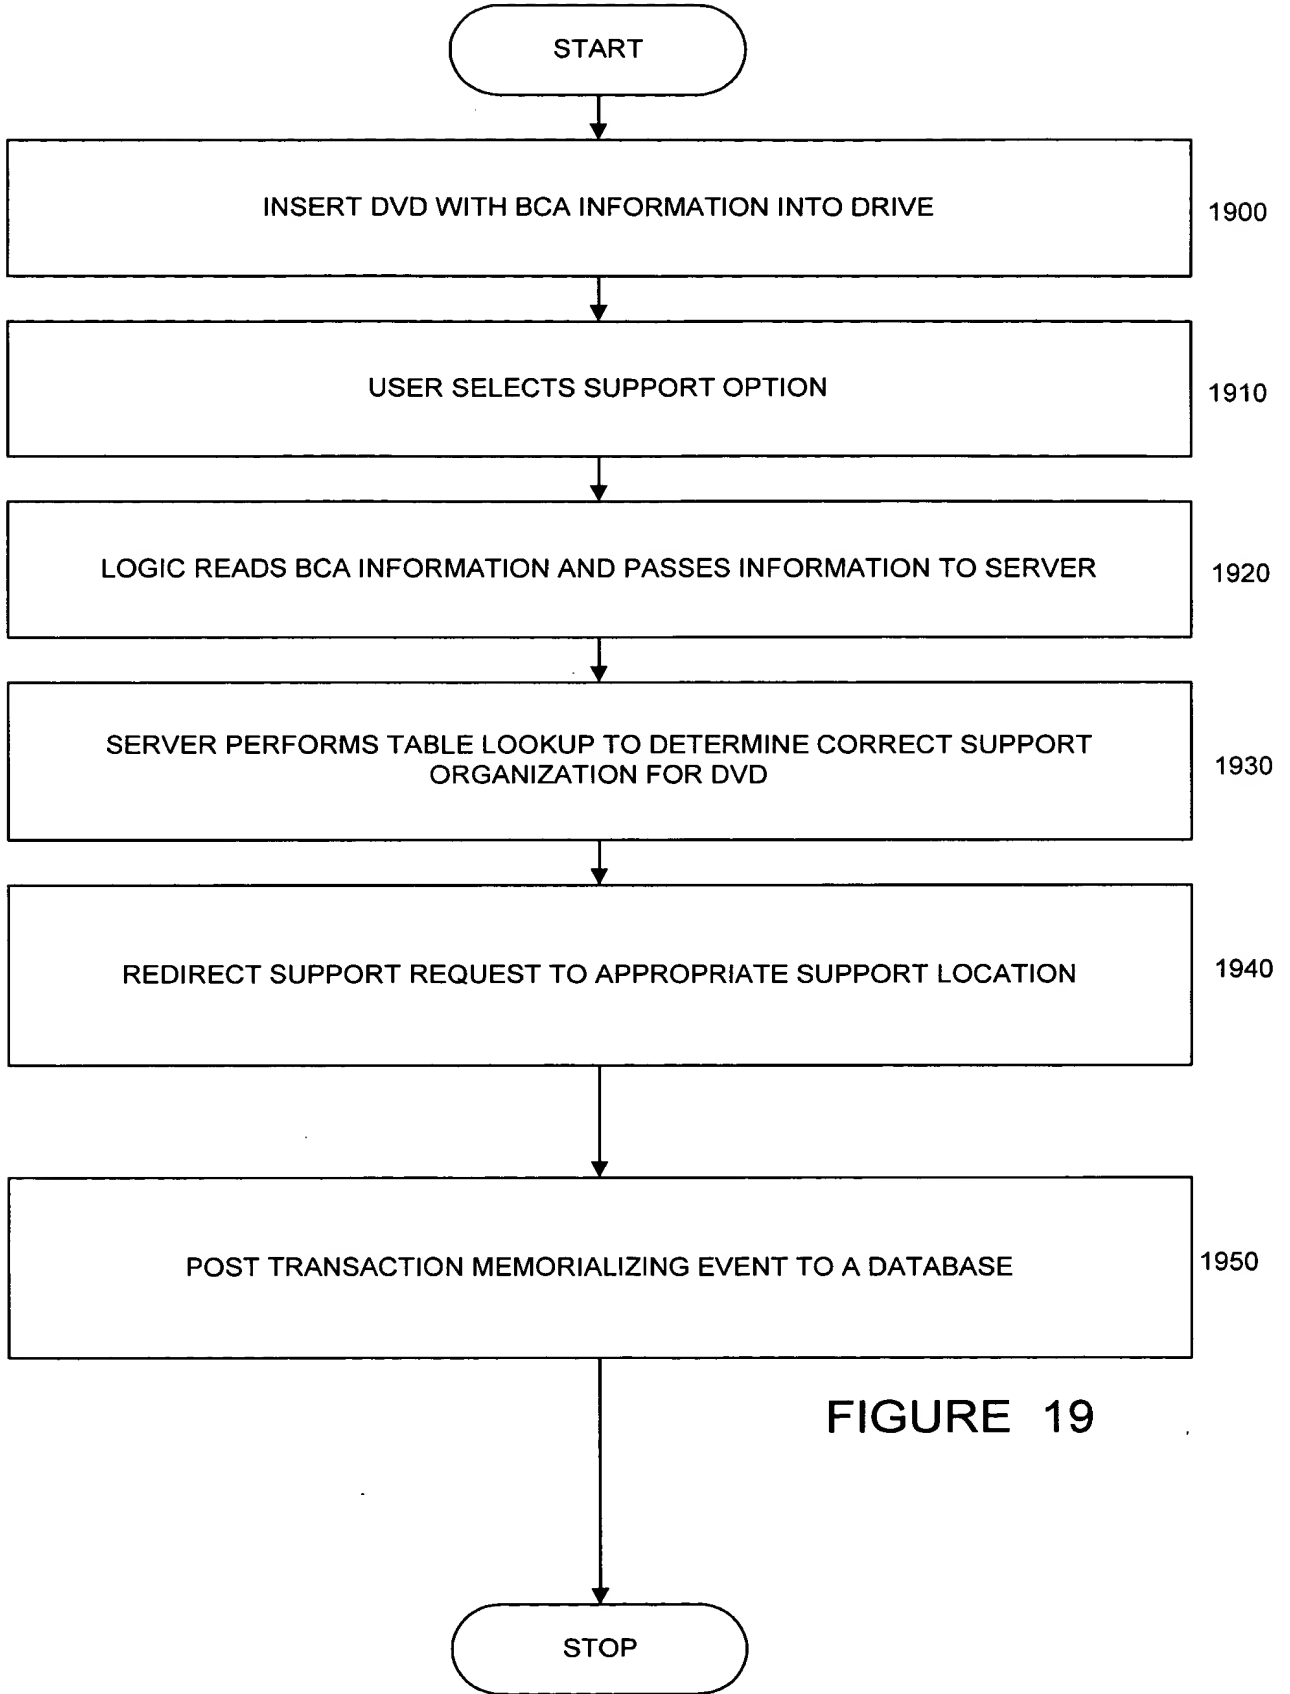 START
INSERT DVD WITH BCA INFORMATION INTO DRIVE
1900
USER SELECTS SUPPORT OPTION
1910
LOGIC READS BCA INFORMATION AND PASSES INFORMATION TO SERVER
1920
SERVER PERFORMS TABLE LOOKUP TO DETERMINE CORRECT SUPPORT
ORGANIZATION FOR DVD
1930
REDIRECT SUPPORT REQUEST TO APPROPRIATE SUPPORT LOCATION
1940
POST TRANSACTION MEMORIALIZING EVENT TO A DATABASE
1950
FIGURE 19
STOP